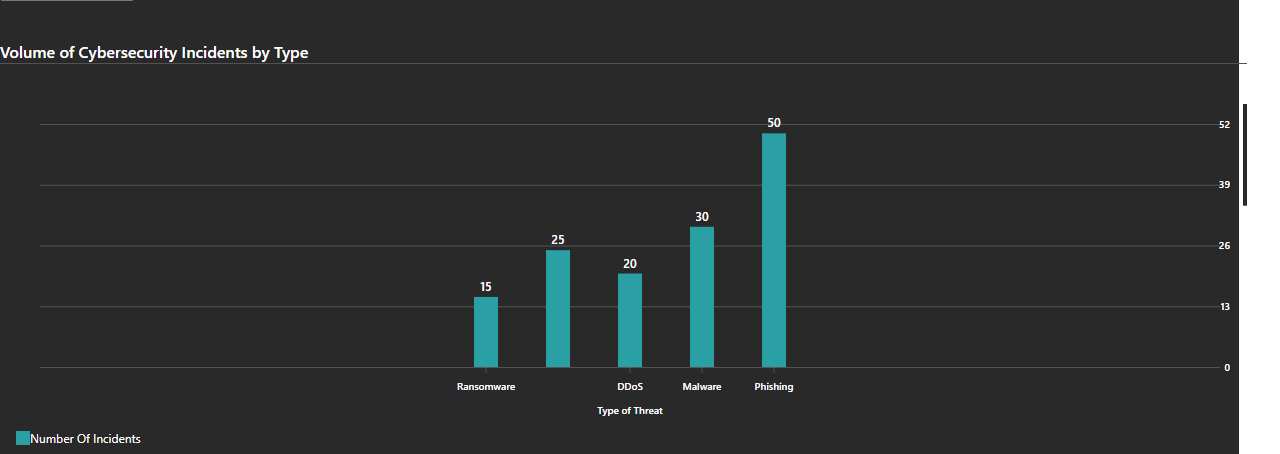 Volume of Cybersecurity Incidents by Type
50
52
39
30
25
26
20
15
13
0
Ransomware DDoS Malware Phishing
Type of Threat
Number Of Incidents